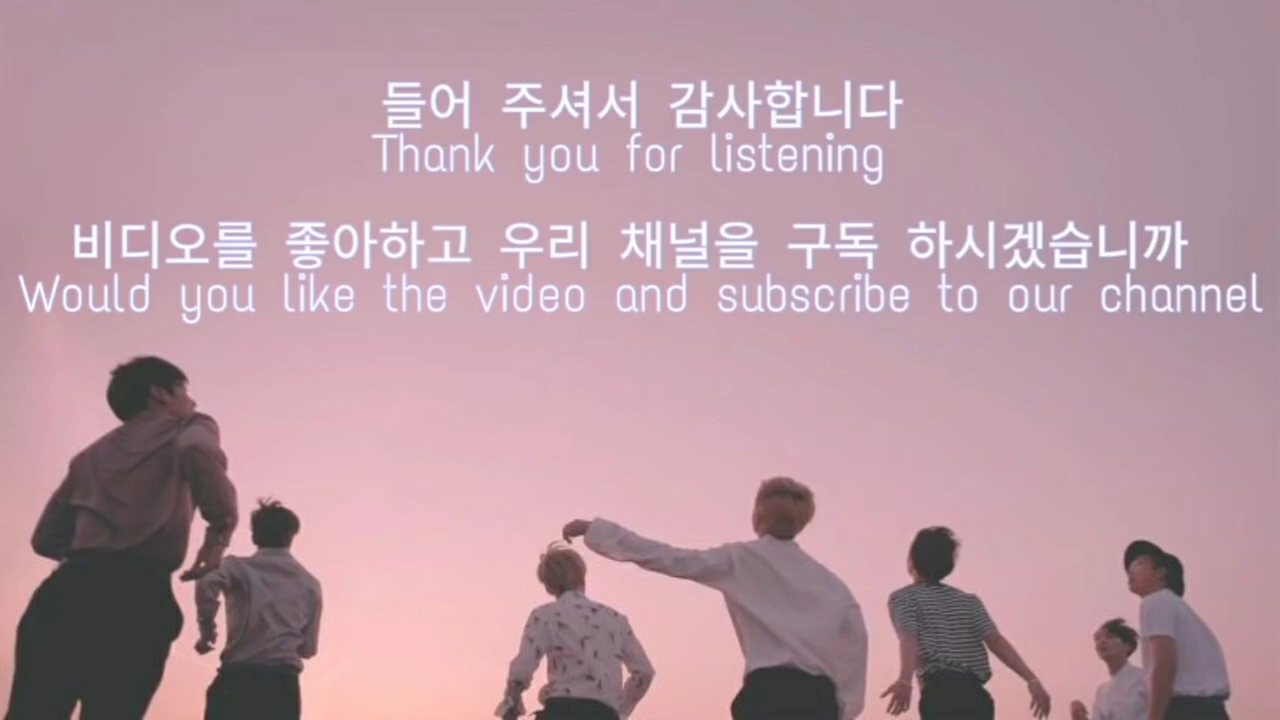 들어 주셔서 감사합니다
Thank you for listening
비디오를 좋아하고 우리 채널을 구독 하시겠습니까
Would you like the video and subscribe to our channel